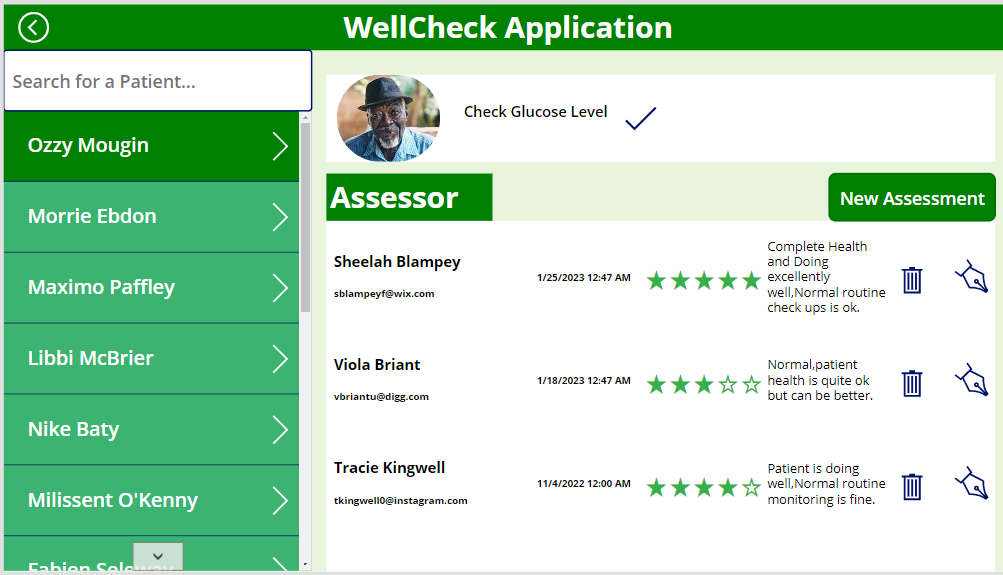 WellCheck Application
Search for a Patient...
Ozzy Mougin
Morrie Ebdon
Maximo Paffley
Libbi McBrier
Nike Baty
Milissent O'Kenny
Fabien Seleway
Check Glucose Level
Assessor
New Assessment
Sheelah Blampey
sblampeyf@wix.com
1/25/2023 12:47 AM
Complete Health
and Doing
excellently
well,Normal routine
check ups is ok.
Viola Briant
vbriantu@digg.com
1/18/2023 12:47 AM
Normal,patient
health is quite ok
but can be better.
Tracie Kingwell
tkingwell0@instagram.com
11/4/2022 12:00 AM
Patient is doing
well,Normal routine
monitoring is fine.